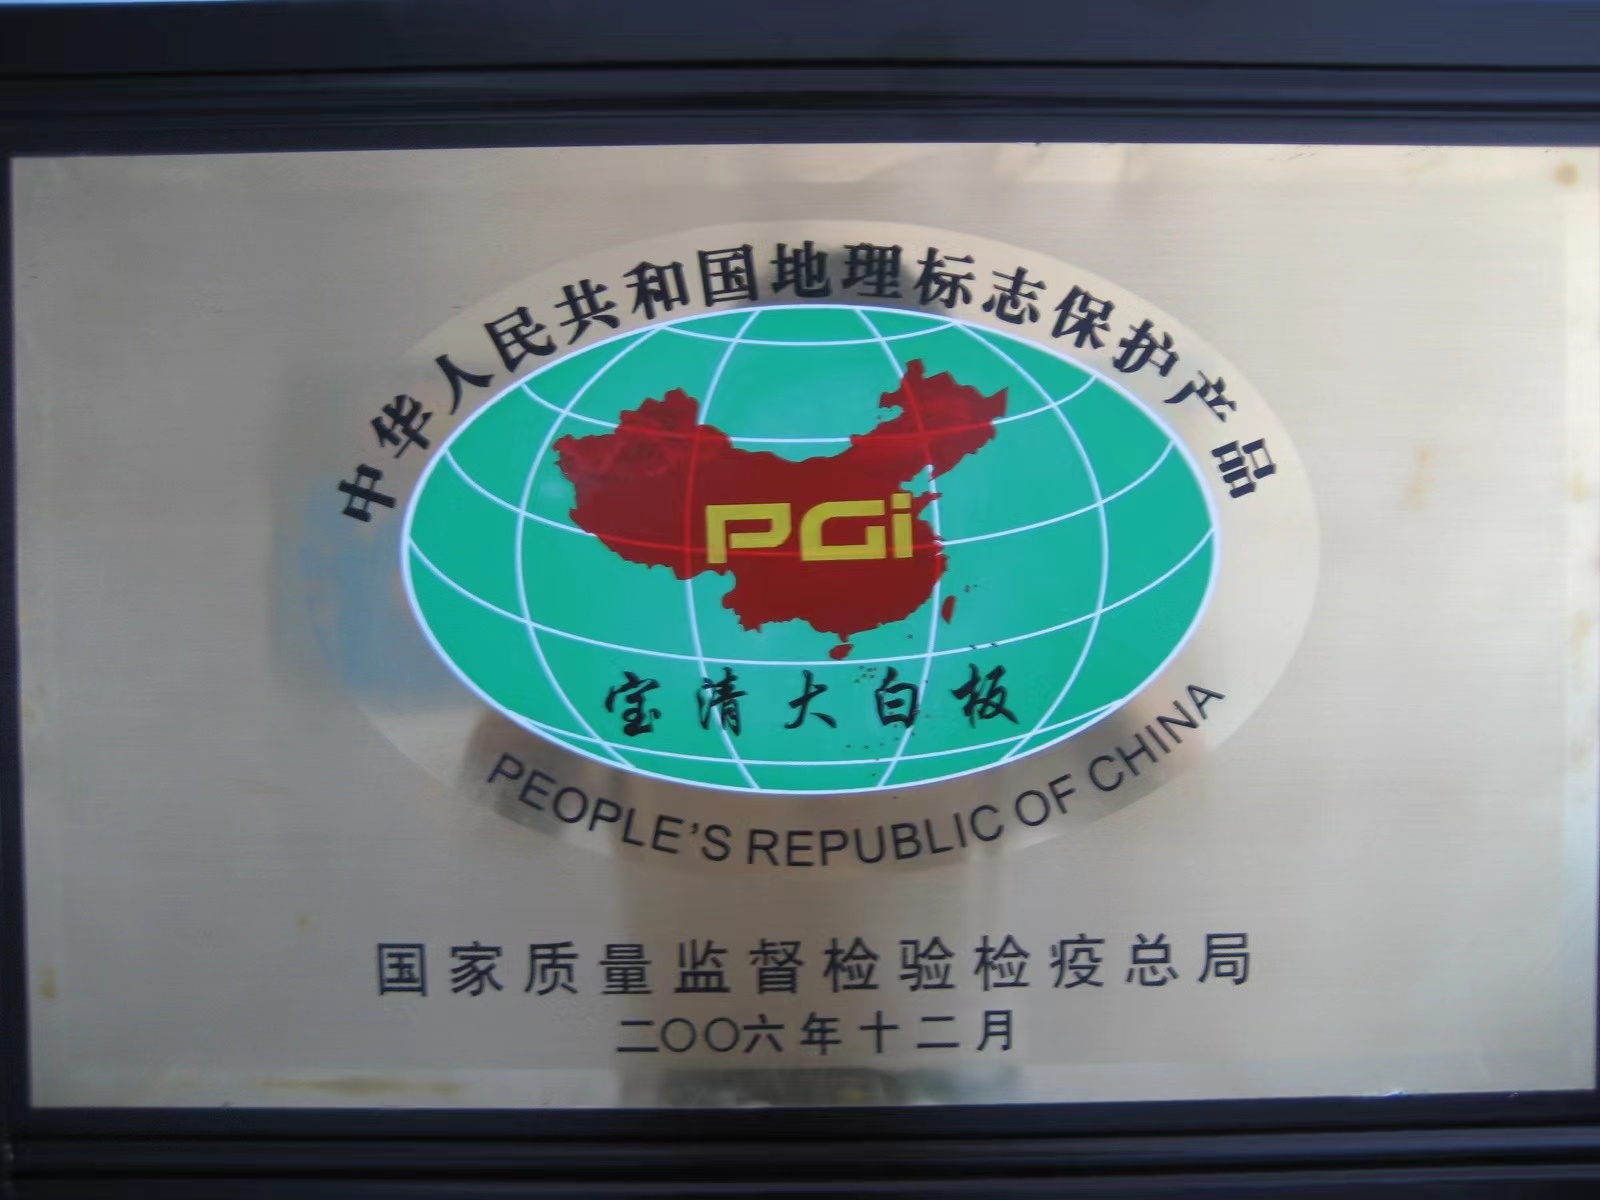 中华人民共和国地理标志保护产品
PGi
宝清大白板
PEOPLE'S REPUBLIC OF CHINA
国家质量监督检验检疫总局
二〇〇六年十二月